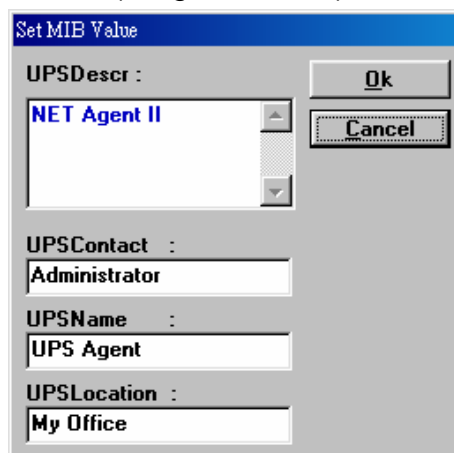 Set MIB Value
UPSDescr :
Ok
NET Agent II
Cancel
UPSContact :
Administrator
UPSName :
UPS Agent
UPSLocation :
My Office